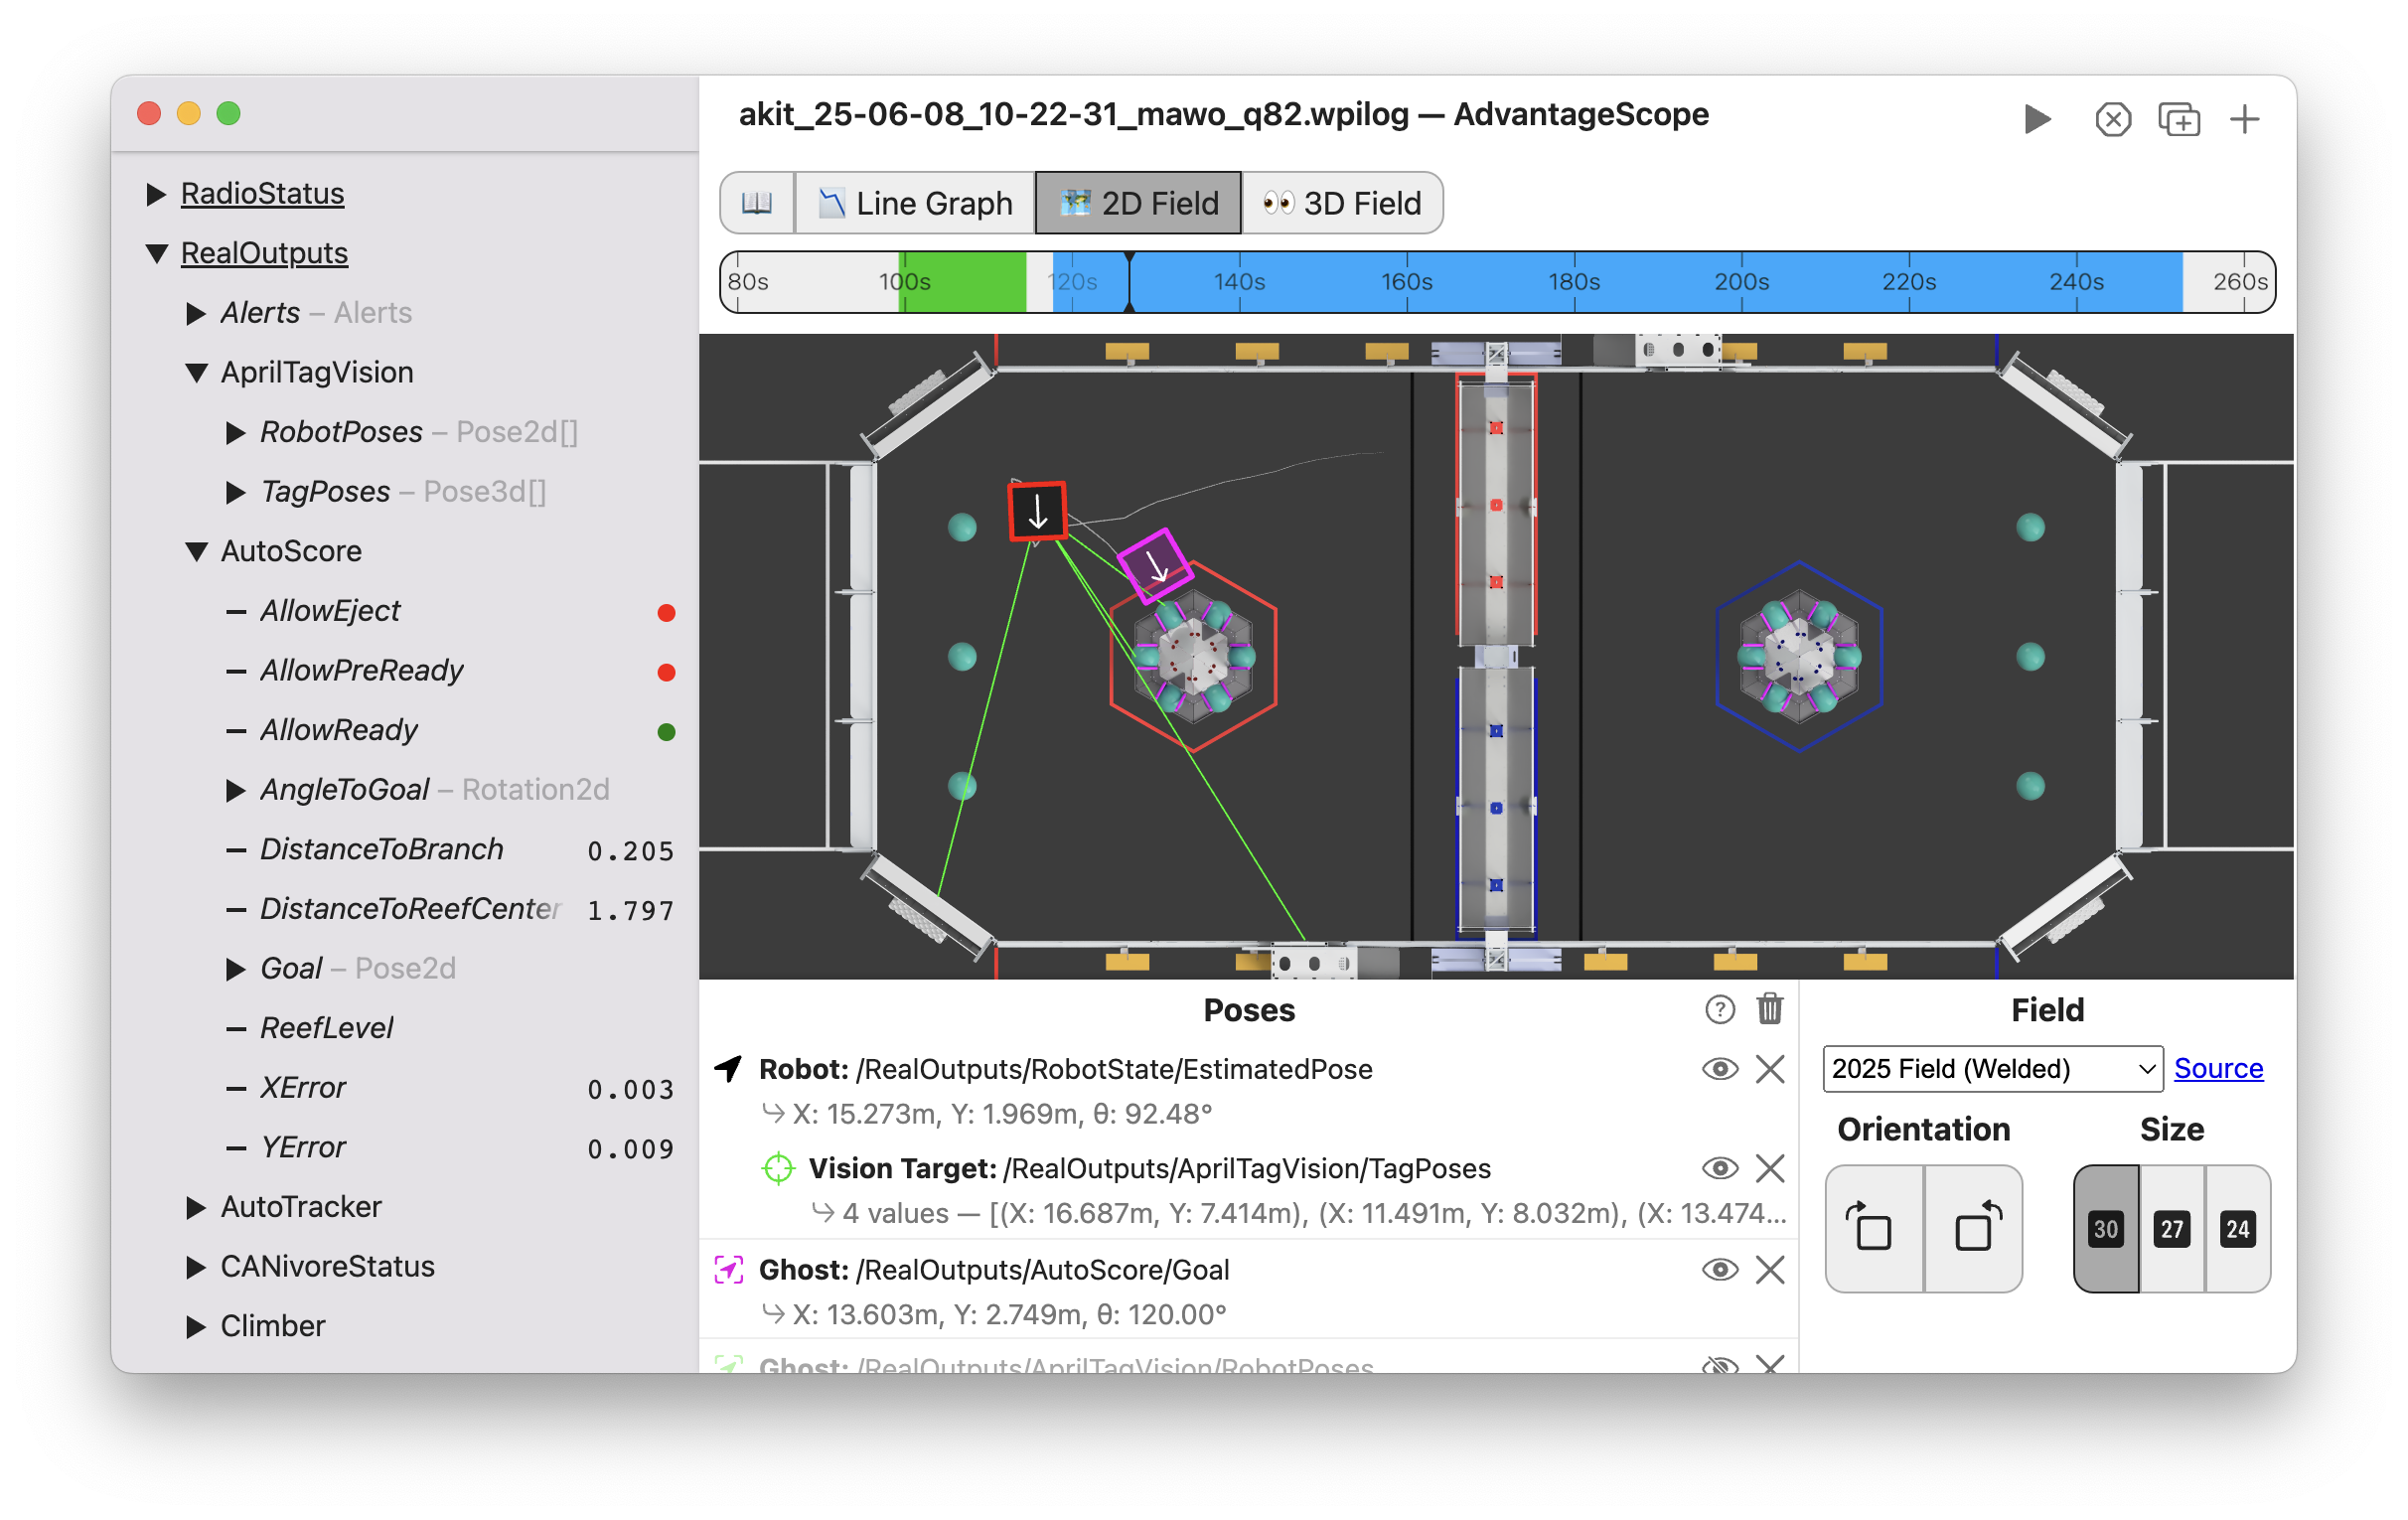 akit_25-06-08_10-22-31_mawo_q82.wpilog — AdvantageScope
RadioStatus
RealOutputs
Alerts – Alerts
AprilTagVision
RobotPoses – Pose2d[]
TagPoses – Pose3d[]
AutoScore
AllowEject
AllowPreReady
AllowReady
AngleToGoal – Rotation2d
DistanceToBranch 0.205
DistanceToReefCenter 1.797
Goal – Pose2d
ReefLevel
XError 0.003
YError 0.009
AutoTracker
CANivoreStatus
Climber
Line Graph 2D Field 3D Field
80s 100s 120s 140s 160s 180s 200s 220s 240s 260s
Poses
Robot: /RealOutputs/RobotState/EstimatedPose
X: 15.273m, Y: 1.969m, θ: 92.48°
Vision Target: /RealOutputs/AprilTagVision/TagPoses
4 values — [(X: 16.687m, Y: 7.414m), (X: 11.491m, Y: 8.032m), (X: 13.474...
Ghost: /RealOutputs/AutoScore/Goal
X: 13.603m, Y: 2.749m, θ: 120.00°
Ghost: /RealOutputs/AprilTagVision/RobotPoses
Field
2025 Field (Welded) Source
Orientation Size
30 27 24